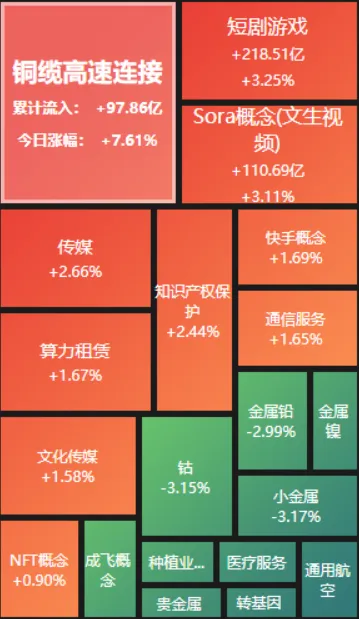 铜缆高速连接
累计流入： +97.86亿
今日涨幅： +7.61%
短剧游戏
+218.51亿
+3.25%
Sora概念(文生视
频)
+110.69亿
+3.11%
传媒
+2.66%
知识产权保
护
+2.44%
快手概念
+1.69%
通信服务
+1.65%
算力租赁
+1.67%
文化传媒
+1.58%
NFT概念
+0.90%
成飞概
念
钴
-3.15%
金属铅
-2.99%
金属
镍
小金属
-3.17%
种植业...
医疗服务
通用航
空
贵金属
转基因